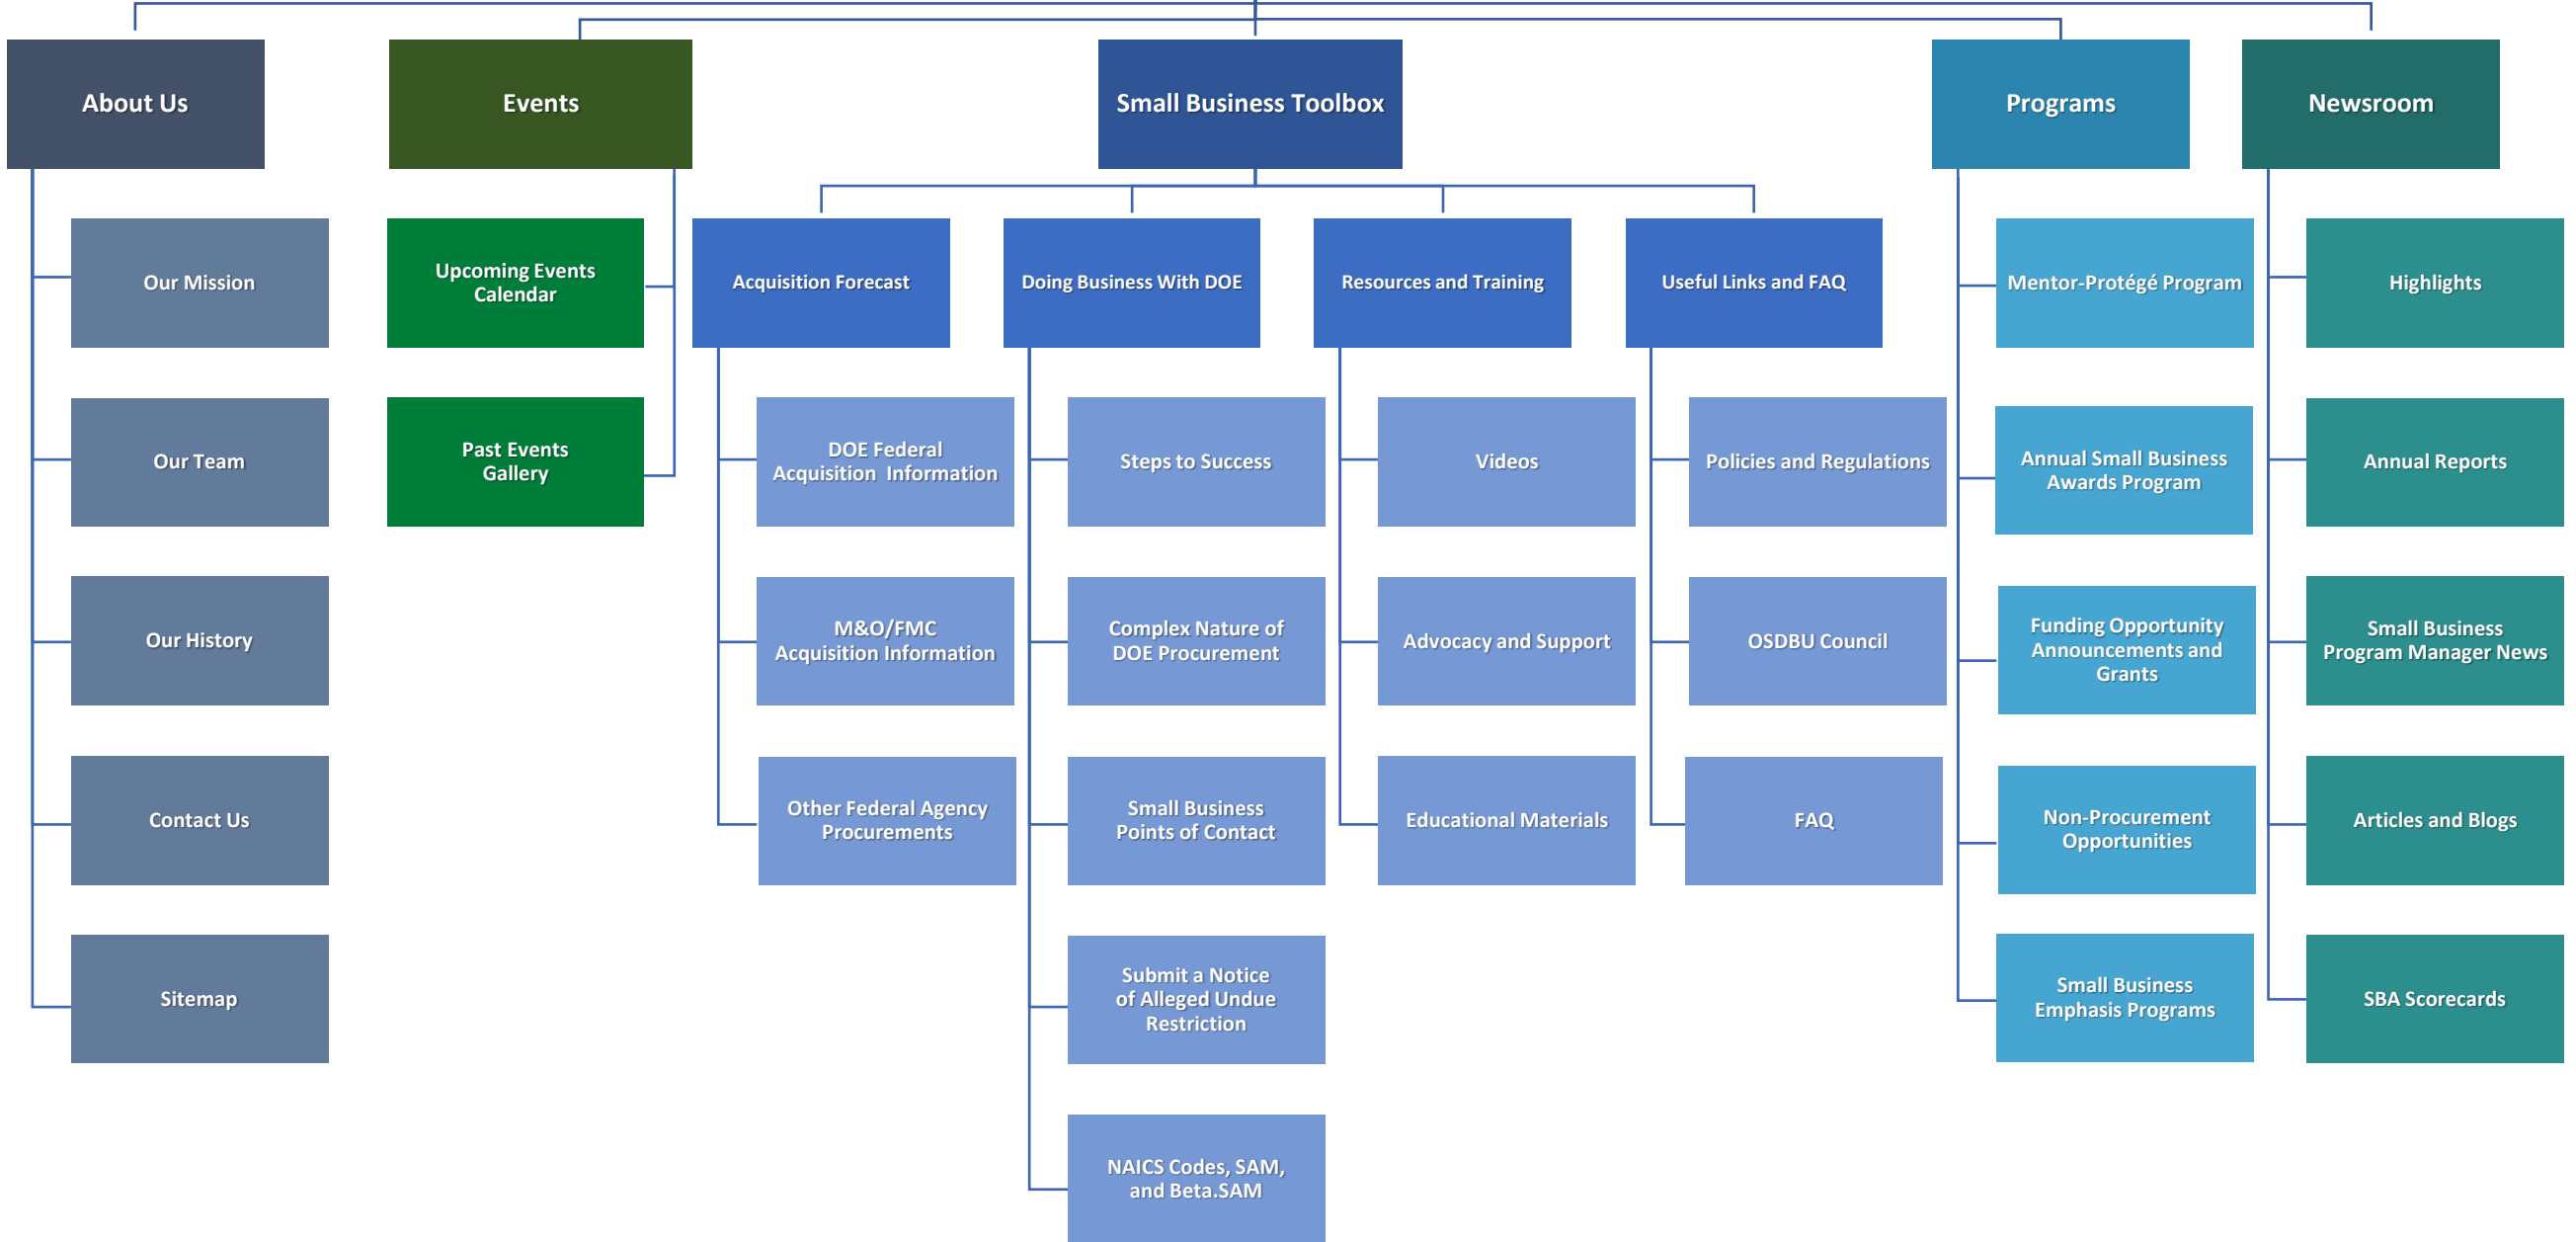 About Us
Events
Small Business Toolbox
Programs
Newsroom
Our Mission
Our Team
Our History
Contact Us
Sitemap
Upcoming Events
Calendar
Past Events
Gallery
Acquisition Forecast
DOE Federal
Acquisition Information
M&O/FMC
Acquisition Information
Other Federal Agency
Procurements
Doing Business With DOE
Steps to Success
Complex Nature of
DOE Procurement
Small Business
Points of Contact
Submit a Notice
of Alleged Undue
Restriction
NAICS Codes, SAM,
and Beta.SAM
Resources and Training
Videos
Advocacy and Support
Educational Materials
Useful Links and FAQ
Policies and Regulations
OSDBU Council
FAQ
Mentor-Protégé Program
Annual Small Business
Awards Program
Funding Opportunity
Announcements and
Grants
Non-Procurement
Opportunities
Small Business
Emphasis Programs
Highlights
Annual Reports
Small Business
Program Manager News
Articles and Blogs
SBA Scorecards